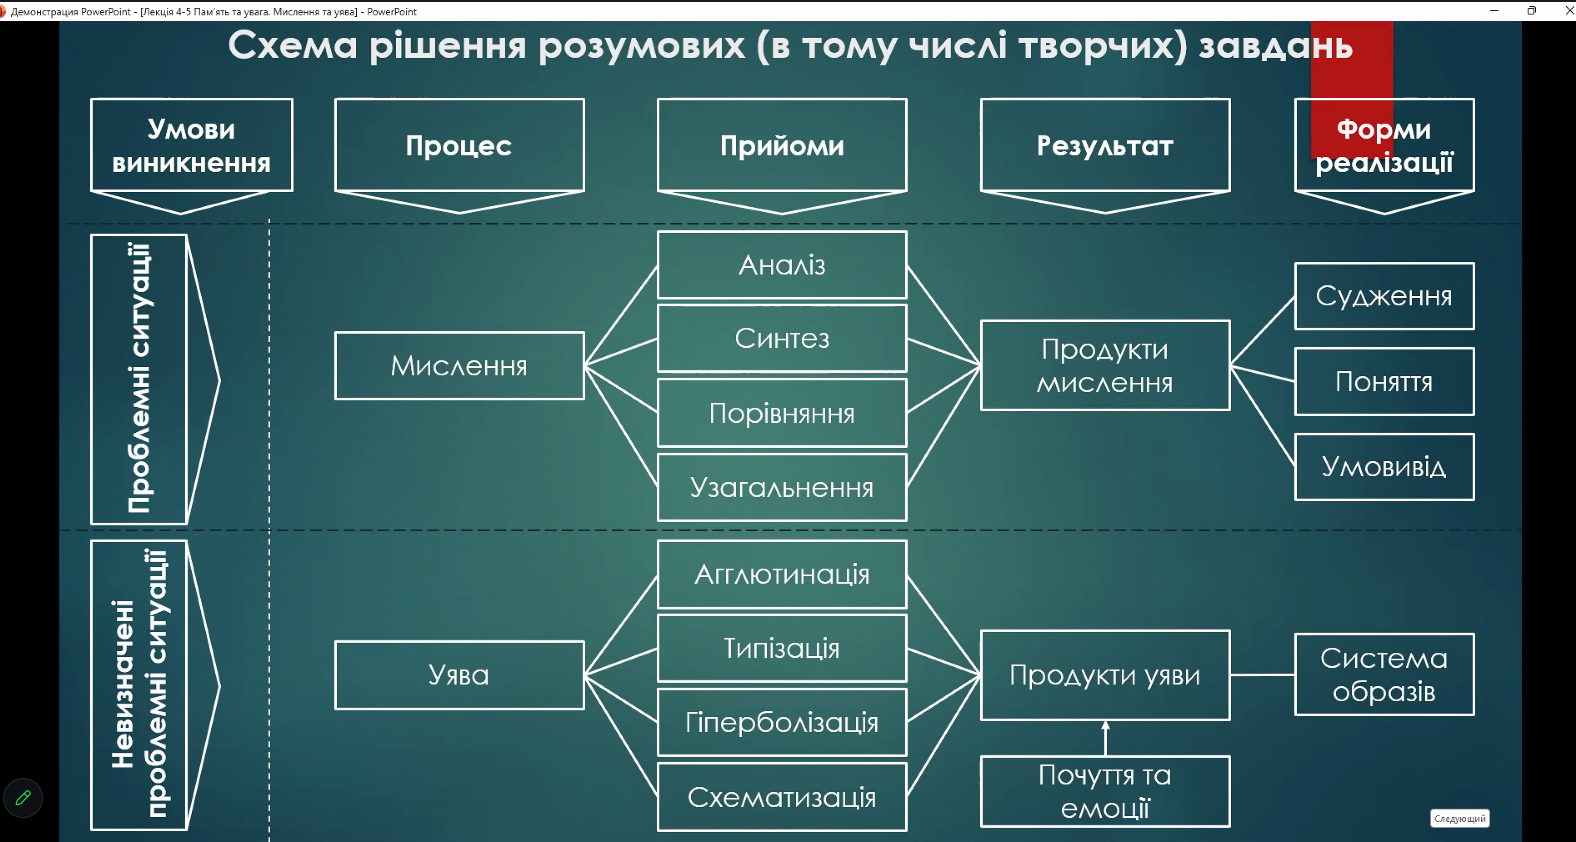 Демонстрация PowerPoint - [Лекція 4-5 Пам'ять та увага. Мислення та уява] - PowerPoint
Схема рішення розумових (в тому числі творчих) завдань
Умови
виникнення
Процес
Прийоми
Результат
Форми
реалізації
Проблемні ситуації
Мислення
Аналіз
Синтез
Порівняння
Узагальнення
Продукти
мислення
Судження
Поняття
Умовивід
Невизначені
проблемні ситуації
Уява
Агглютинація
Типізація
Гіперболізація
Схематизація
Продукти уяви
Почуття та
емоції
Система
образів
Следующий